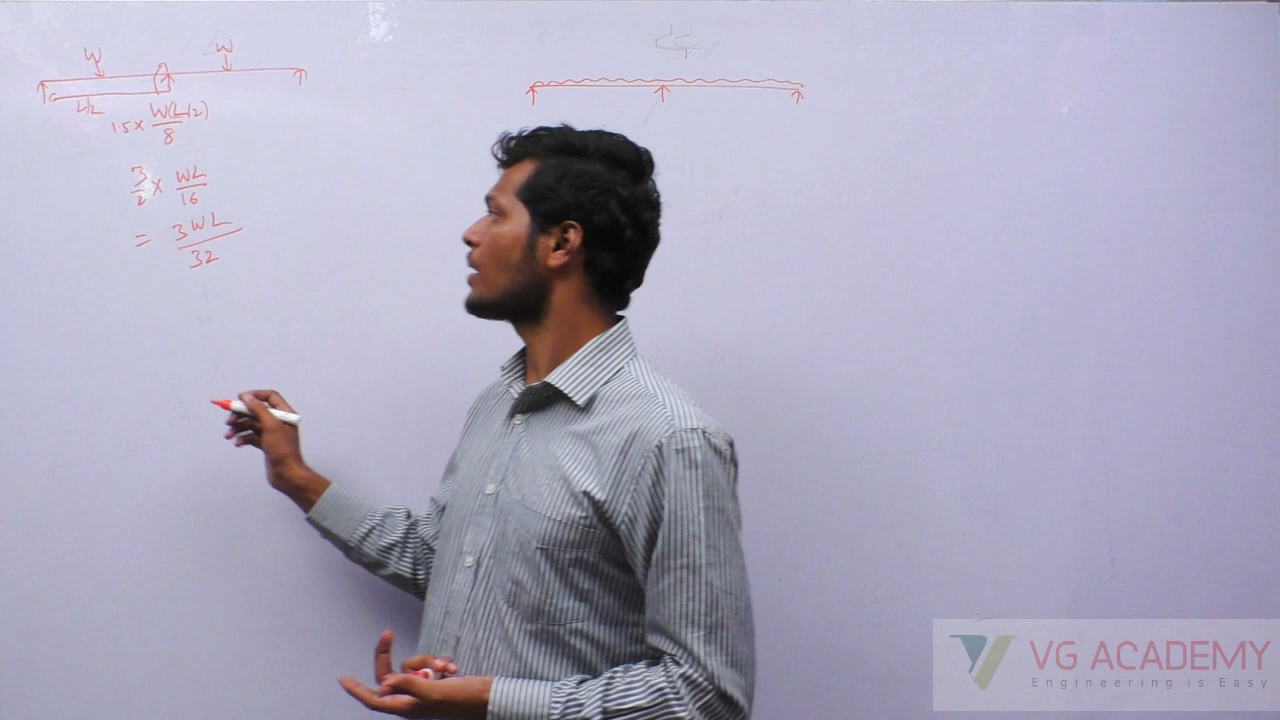 W W
L/2
1.5 × W(L/2)/8
3/2 × WL/16
= 3WL/32
VG ACADEMY
Engineering is Easy